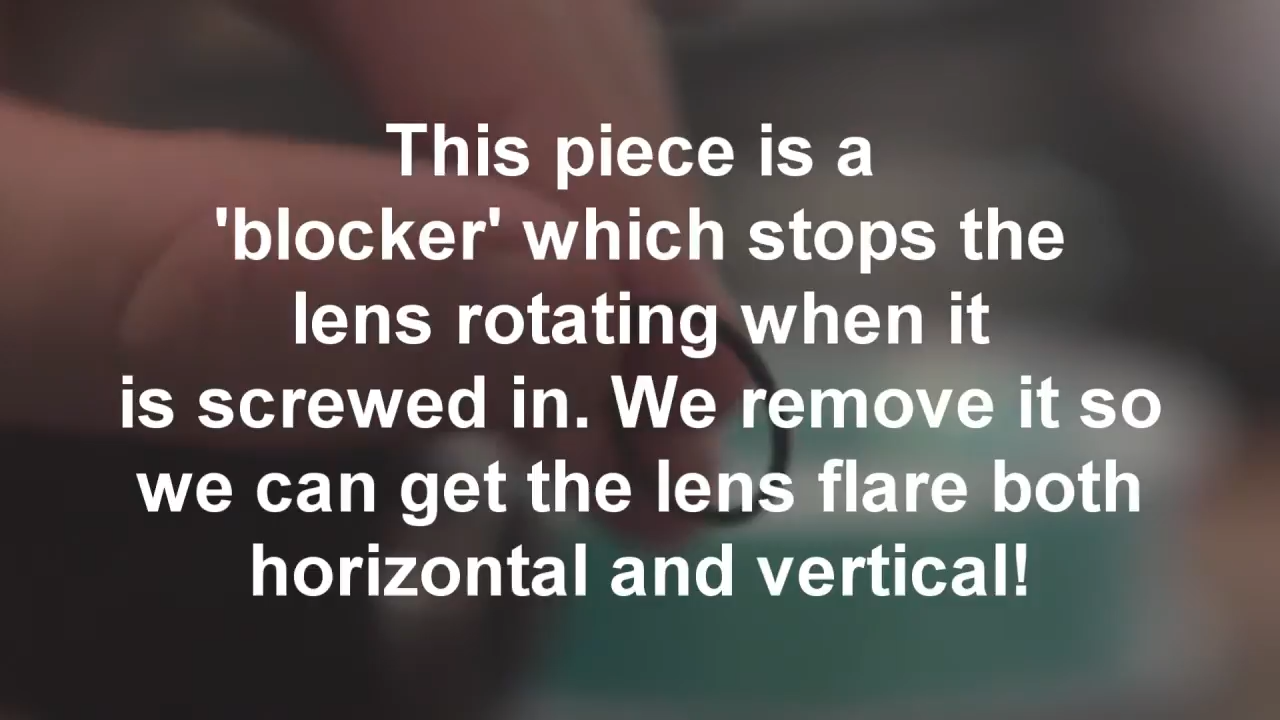 This piece is a
'blocker' which stops the
lens rotating when it
is screwed in. We remove it so
we can get the lens flare both
horizontal and vertical!